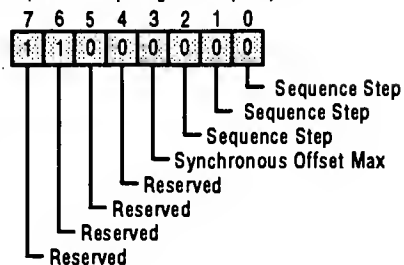 7 6 5 4 3 2 1 0
1 1 0 0 0 0 0 0
Sequence Step
Sequence Step
Sequence Step
Synchronous Offset Max
Reserved
Reserved
Reserved
Reserved